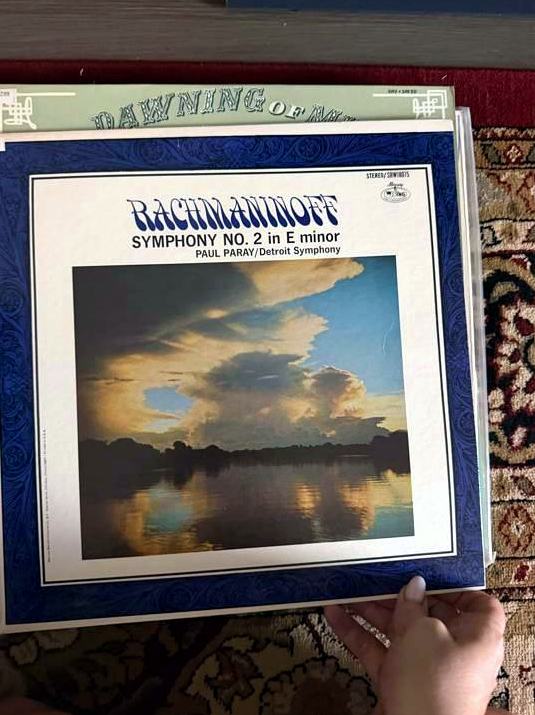 DAWNING OF
STEREO/SRW18075
RACHMANINOFF
SYMPHONY NO. 2 in E minor
PAUL PARAY/Detroit Symphony